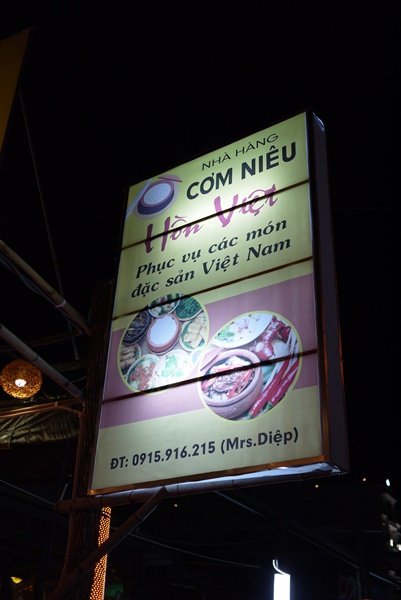 NHÀ HÀNG
CƠM NIÊU
Hồn Việt
Phục vụ các món
đặc sản Việt Nam
ĐT: 0915.916.215 (Mrs.Diệp)